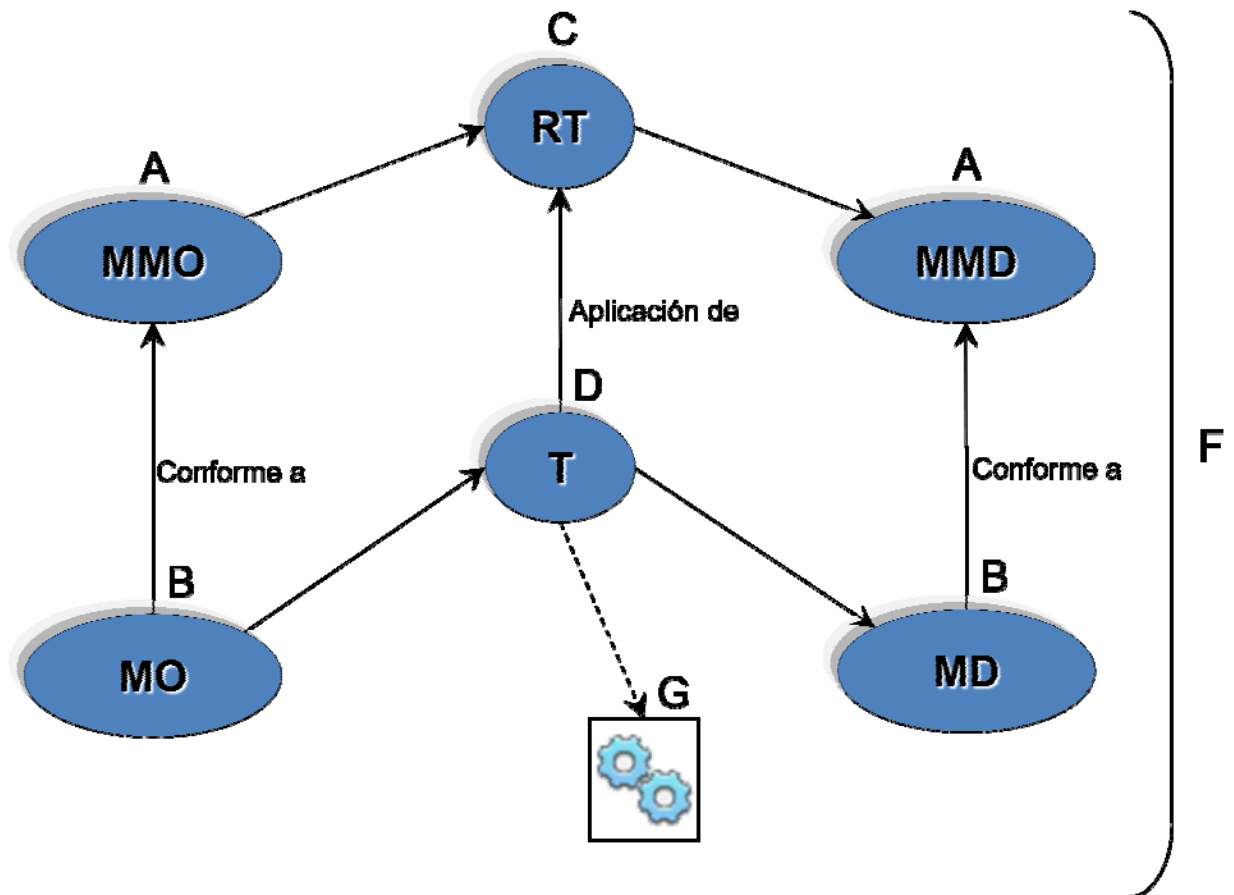 C
RT
A
A
MMO
MMD
Aplicación de
D
F
Conforme a
T
Conforme a
B
B
MO
MD
G